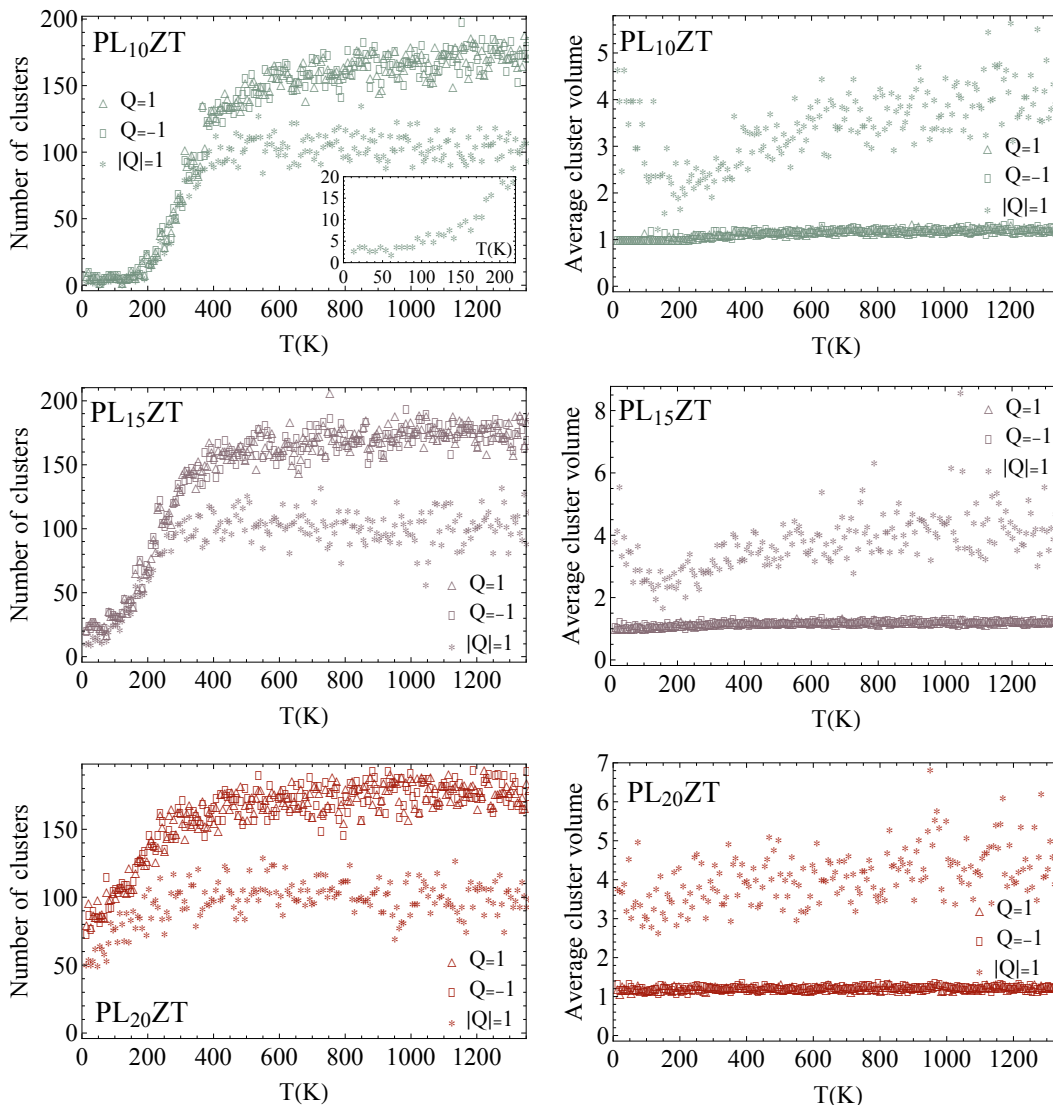 PL₁₀ZT
Number of clusters
200
150
100
50
0
Q=1
Q=-1
|Q|=1
20
15
10
5
0
T(K)
0 50 100 150 200
0 200 400 600 800 1000 1200
T(K)
PL₁₀ZT
Average cluster volume
5
4
3
2
1
0
Q=1
Q=-1
|Q|=1
0 200 400 600 800 1000 1200
T(K)
PL₁₅ZT
Number of clusters
200
150
100
50
0
Q=1
Q=-1
|Q|=1
0 200 400 600 800 1000 1200
T(K)
PL₁₅ZT
Average cluster volume
8
6
4
2
0
Q=1
Q=-1
|Q|=1
0 200 400 600 800 1000 1200
T(K)
Number of clusters
150
100
50
0
Q=1
Q=-1
|Q|=1
PL₂₀ZT
0 200 400 600 800 1000 1200
T(K)
PL₂₀ZT
Average cluster volume
7
6
5
4
3
2
1
0
Q=1
Q=-1
|Q|=1
0 200 400 600 800 1000 1200
T(K)